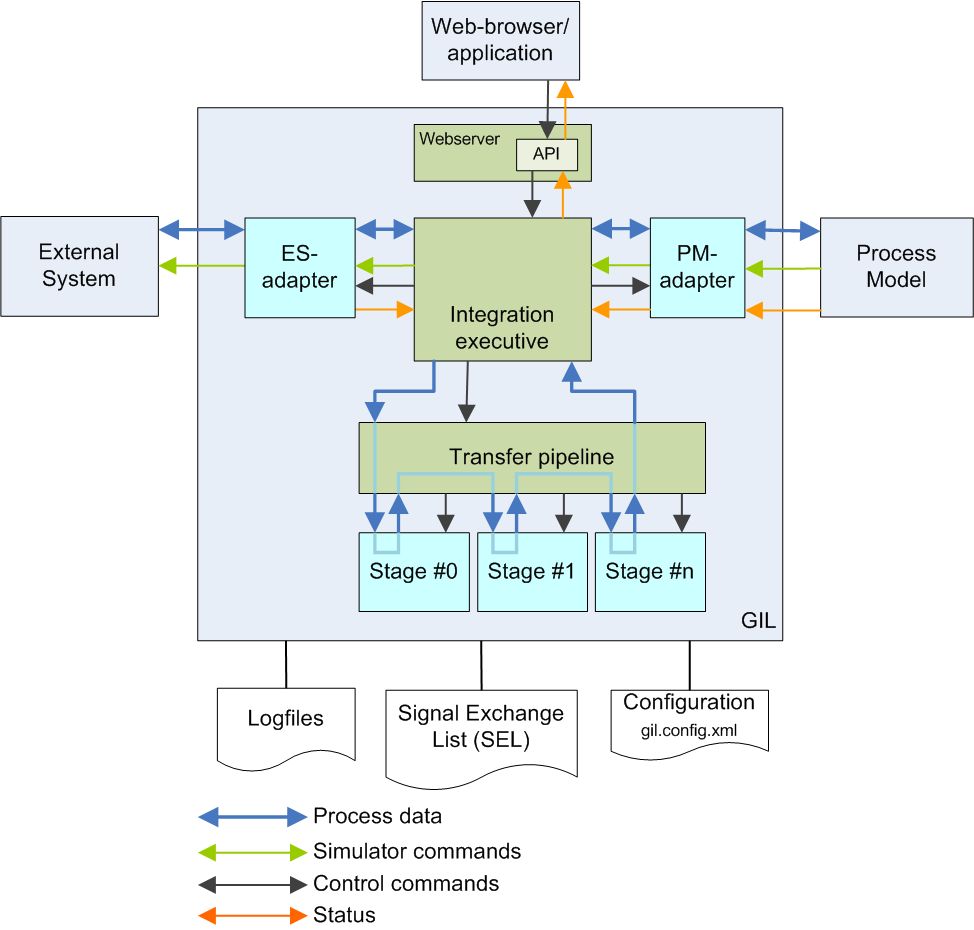 Web-browser/
application
Webserver
API
External
System
ES-
adapter
Integration
executive
PM-
adapter
Process
Model
Transfer pipeline
Stage #0
Stage #1
Stage #n
GIL
Logfiles
Signal Exchange
List (SEL)
Configuration
gil.config.xml
Process data
Simulator commands
Control commands
Status